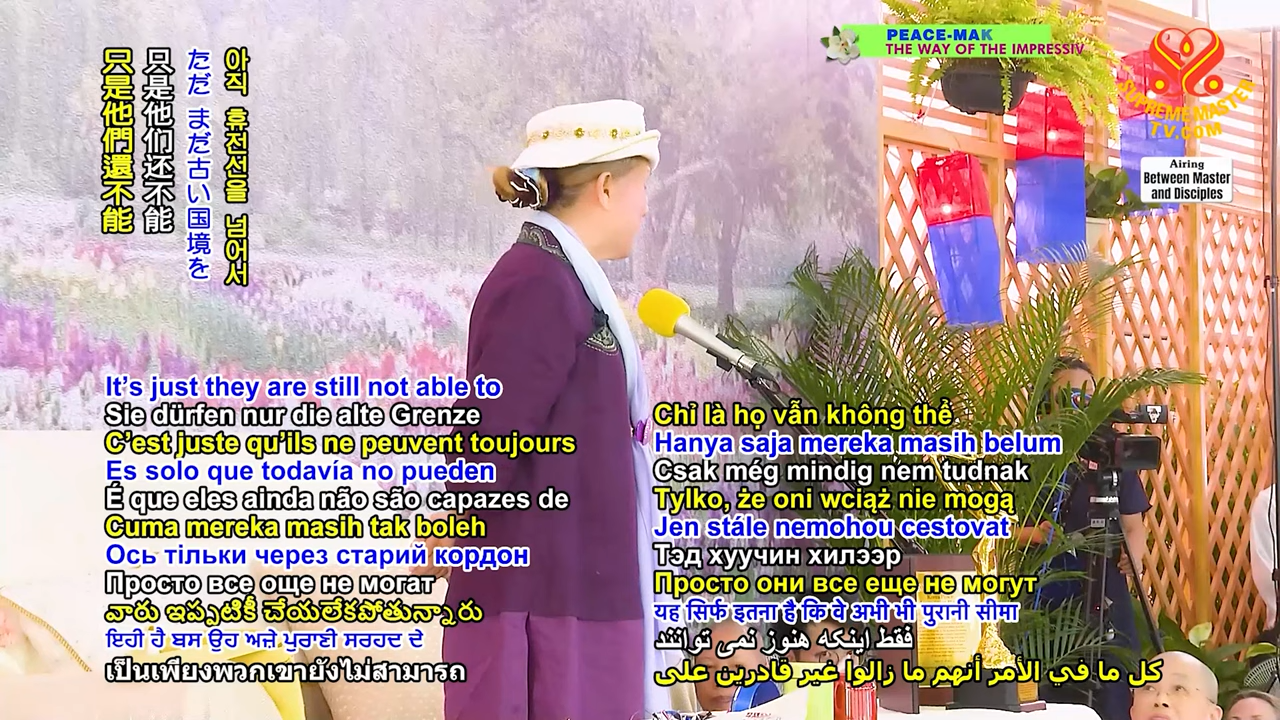 PEACE-MAK
THE WAY OF THE IMPRESSIV
SUPREME MASTER
TV.COM
Airing
Between Master
and Disciples
아직 휴전선을 넘어서
ただ まだ古い国境を
只是他们还不能
只是他們還不能
It's just they are still not able to
Sie dürfen nur die alte Grenze
C'est juste qu'ils ne peuvent toujours
Es solo que todavía no pueden
É que eles ainda não são capazes de
Cuma mereka masih tak boleh
Ось тільки через старий кордон
Просто все още не могат
వారు ఇప్పటికీ చేయలేకపోతున్నారు
ਇਹੀ ਹੈ ਬਸ ਉਹ ਅਜੇ ਪੁਰਾਣੀ ਸਰਹਦ ਦੇ
เป็นเพียงพวกเขายังไม่สามารถ
Chỉ là họ vẫn không thể
Hanya saja mereka masih belum
Csak még mindig nem tudnak
Tylko, że oni wciąż nie mogą
Jen stále nemohou cestovat
Тэд хуучин хилээр
Просто они все еще не могут
यह सिर्फ इतना है कि वे अभी भी पुरानी सीमा
فقط اینکه هنوز نمی توانند
كل ما في الأمر أنهم ما زالوا غير قادرين على